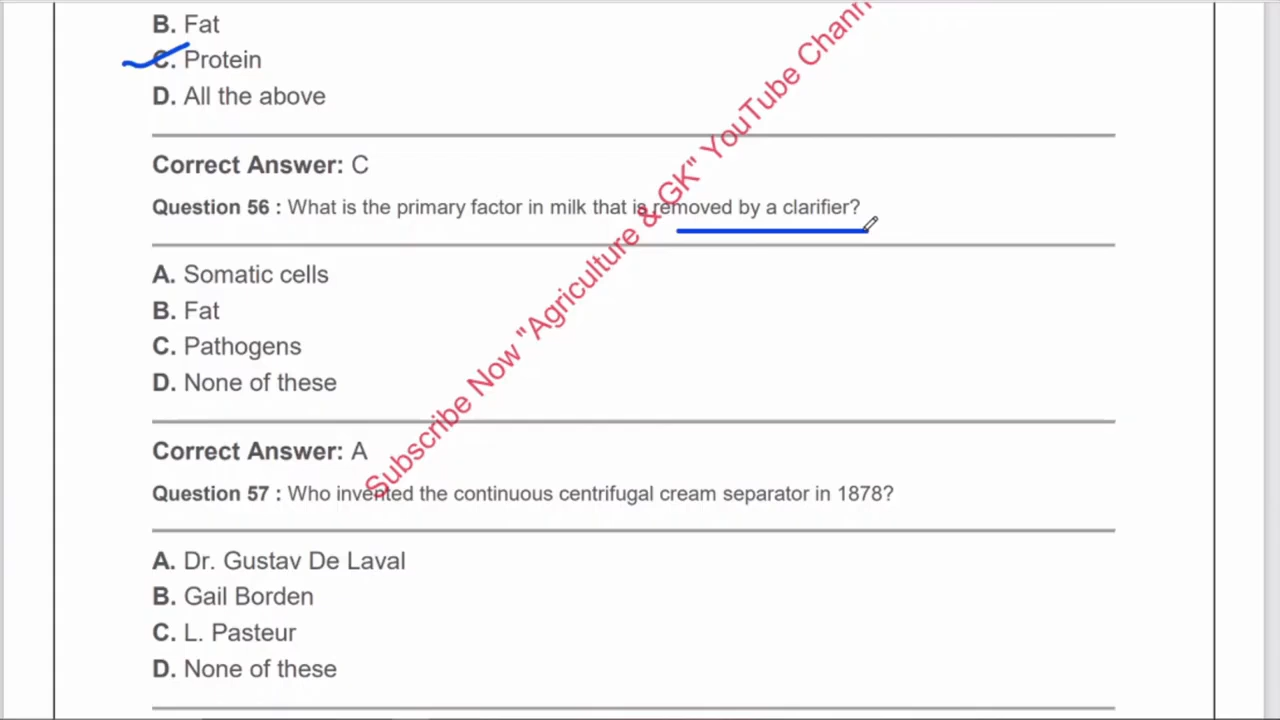 B. Fat
C. Protein
D. All the above
Correct Answer: C
Question 56 : What is the primary factor in milk that is removed by a clarifier?
A. Somatic cells
B. Fat
C. Pathogens
D. None of these
Correct Answer: A
Question 57 : Who invented the continuous centrifugal cream separator in 1878?
A. Dr. Gustav De Laval
B. Gail Borden
C. L. Pasteur
D. None of these
Subscribe Now "Agriculture & GK" YouTube Chann